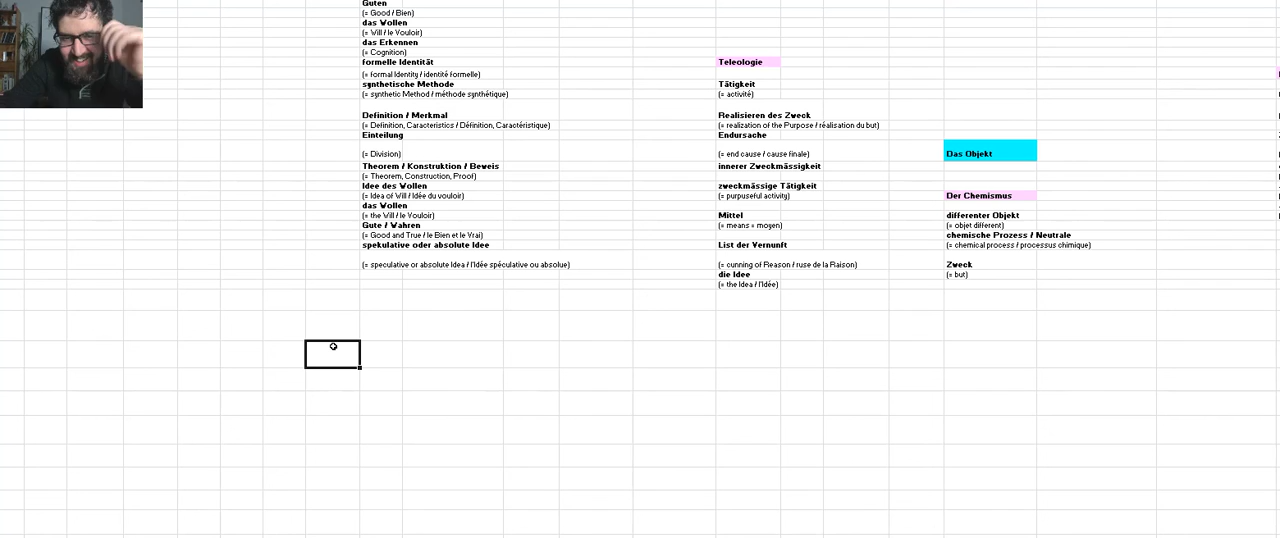 Guten
(= Good / Bien)
das Wollen
(= Will / le Vouloir)
das Erkennen
(= Cognition)
formelle Identität
(= formal Identity / identité formelle)
synthetische Methode
(= synthetic Method / méthode synthétique)
Definition / Merkmal
(= Definition, Caracteristics / Définition, Caractéristique)
Einteilung
(= Division)
Theorem / Konstruktion / Beweis
(= Theorem, Construction, Proof)
Idee des Wollen
(= Idea of Will / Idée du vouloir)
das Wollen
(= the Will / le Vouloir)
Gute / Wahren
(= Good and True / le Bien et le Vrai)
spekulative oder absolute Idee
(= speculative or absolute Idea / l'Idée spéculative ou absolue)
Teleologie
Tätigkeit
(= activité)
Realisieren des Zweck
(= realization of the Purpose / réalisation du but)
Endursache
(= end cause / cause finale)
innerer Zweckmässigkeit
zweckmässige Tätigkeit
(= purpuseful activity)
Mittel
(= means = moyen)
List der Vernunft
(= cunning of Reason / ruse de la Raison)
die Idee
(= the Idea / l'Idée)
Das Objekt
Der Chemismus
differenter Objekt
(= objet différent)
chemische Prozess / Neutrale
(= chemical process / processus chimique)
Zweck
(= but)